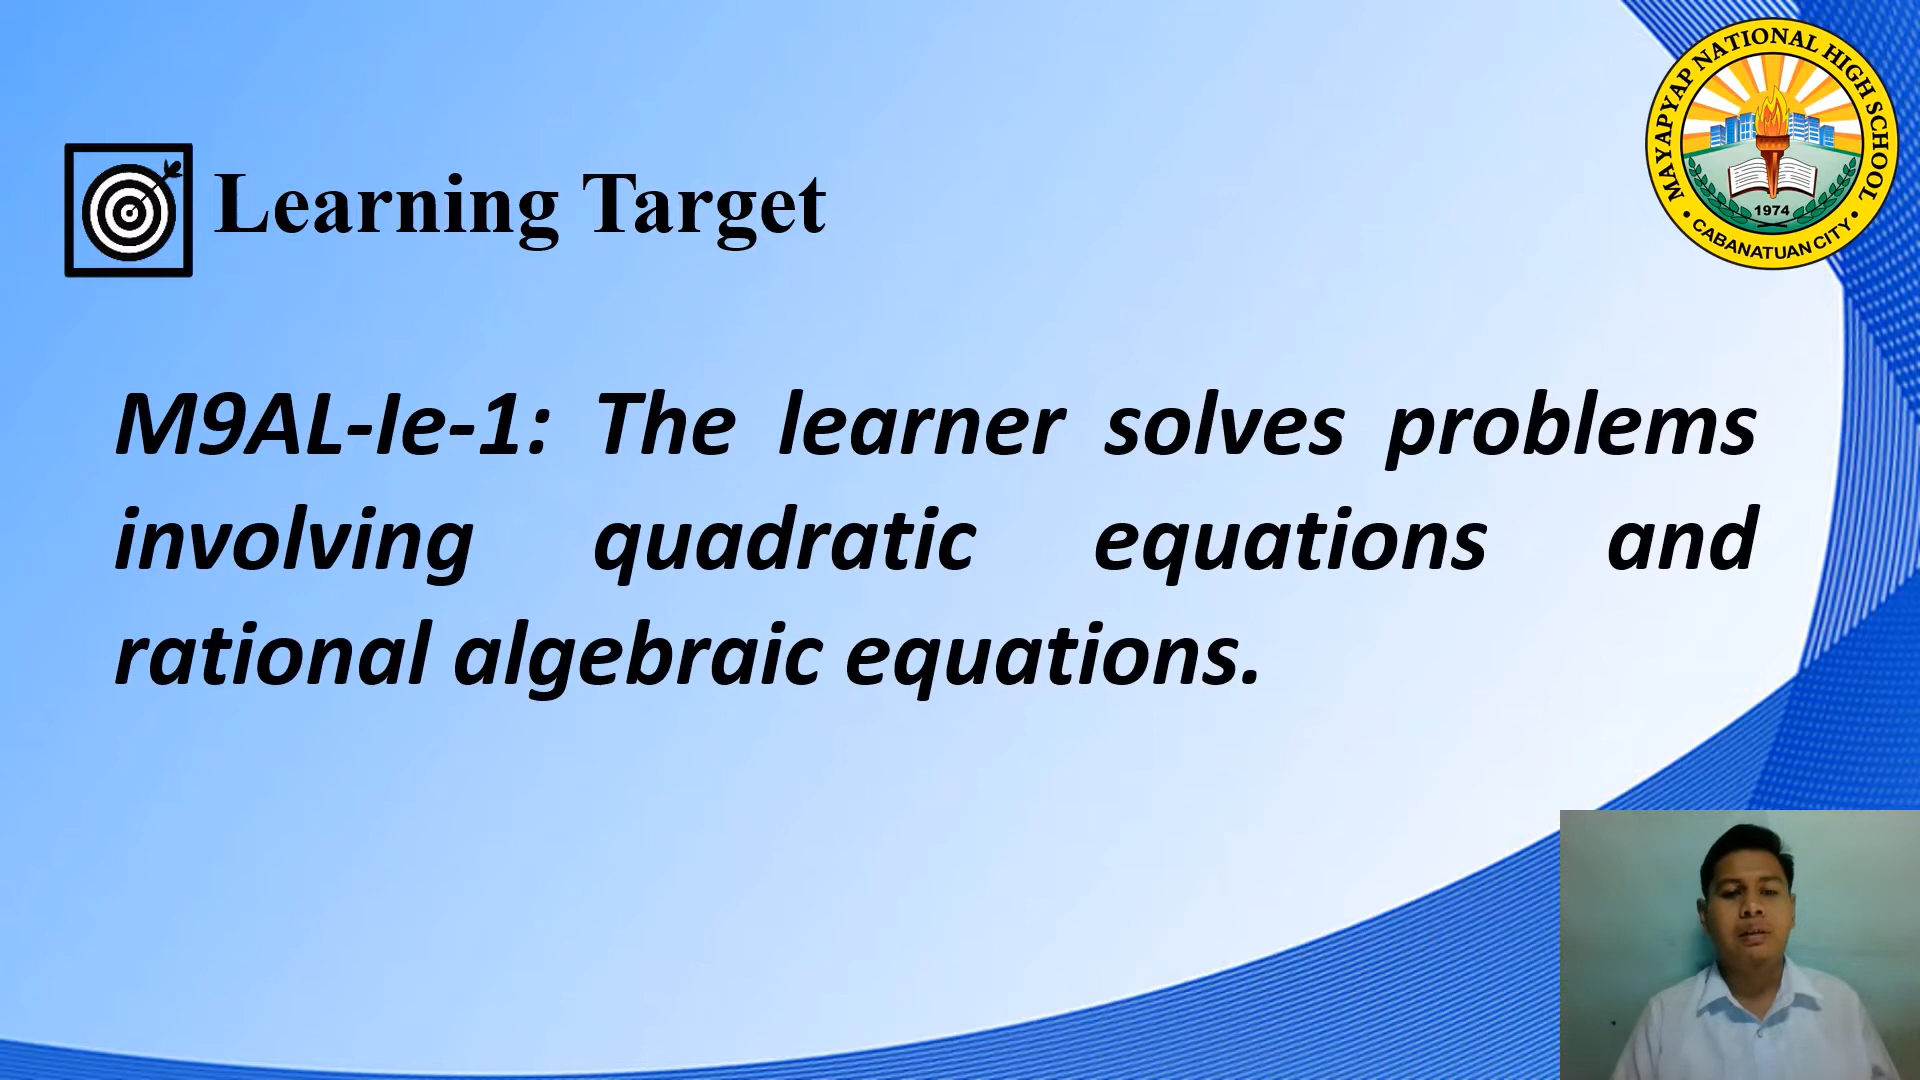 MAYAPYAP NATIONAL HIGH SCHOOL
1974
• CABANATUAN CITY •
Learning Target
M9AL-Ie-1: The learner solves problems
involving quadratic equations and
rational algebraic equations.